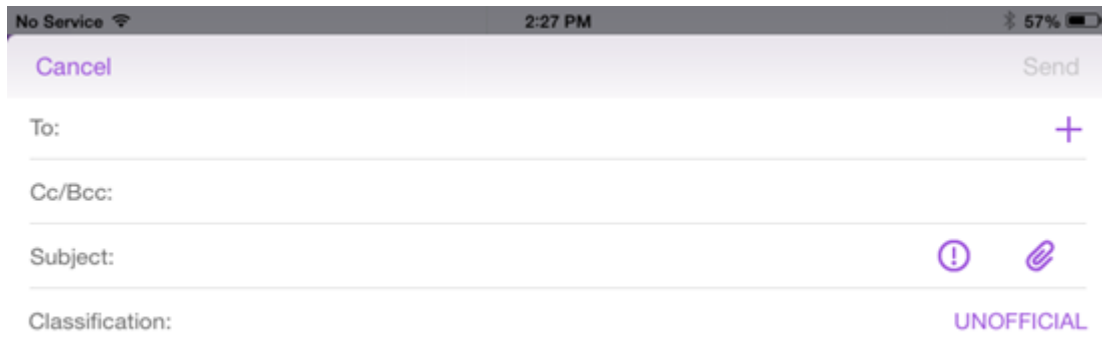 No Service 2:27 PM 57%
Cancel Send
To: +
Cc/Bcc:
Subject:
Classification: UNOFFICIAL